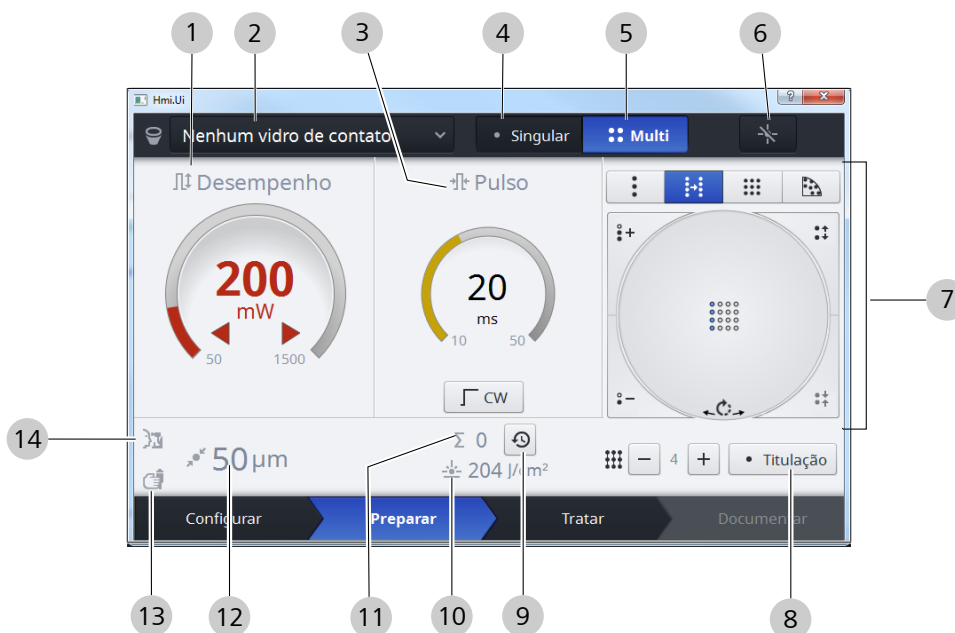 1 2 3 4 5 6
Hmi.Ui
Nenhum vidro de contato
Singular
Multi
Desempenho
Pulso
200
mW
50 1500
20
ms
10 50
CW
7
14
50 µm
Σ 0
204 J/cm²
4
Titulação
Configurar
Preparar
Tratar
Documentar
13 12 11 10 9 8